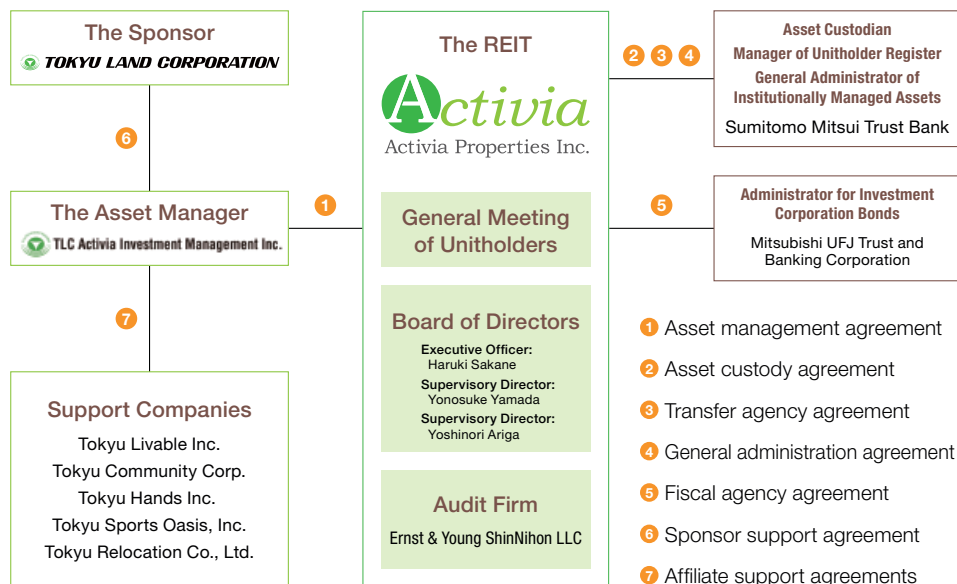 The Sponsor
TOKYU LAND CORPORATION
6
The Asset Manager
TLC Activia Investment Management Inc.
7
Support Companies
Tokyu Livable Inc.
Tokyu Community Corp.
Tokyu Hands Inc.
Tokyu Sports Oasis, Inc.
Tokyu Relocation Co., Ltd.
1
The REIT
Activia
Activia Properties Inc.
General Meeting
of Unitholders
Board of Directors
Executive Officer:
Haruki Sakane
Supervisory Director:
Yonosuke Yamada
Supervisory Director:
Yoshinori Ariga
Audit Firm
Ernst & Young ShinNihon LLC
2 3 4
Asset Custodian
Manager of Unitholder Register
General Administrator of
Institutionally Managed Assets
Sumitomo Mitsui Trust Bank
5
Administrator for Investment
Corporation Bonds
Mitsubishi UFJ Trust and
Banking Corporation
1 Asset management agreement
2 Asset custody agreement
3 Transfer agency agreement
4 General administration agreement
5 Fiscal agency agreement
6 Sponsor support agreement
7 Affiliate support agreements